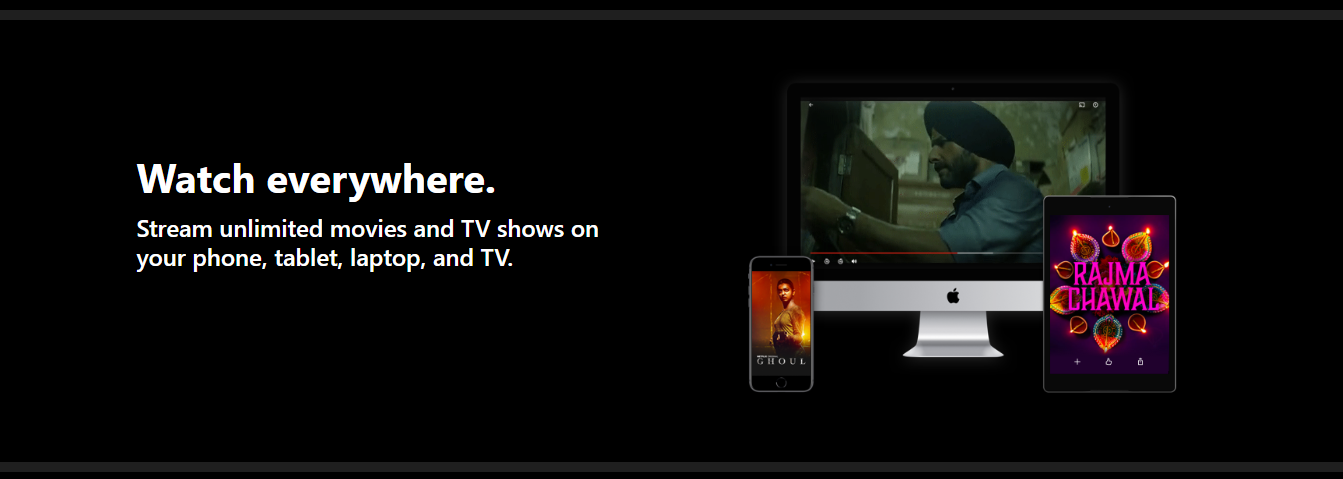 Watch everywhere.
Stream unlimited movies and TV shows on
your phone, tablet, laptop, and TV.
RAJMA
CHAWAL
GHOUL